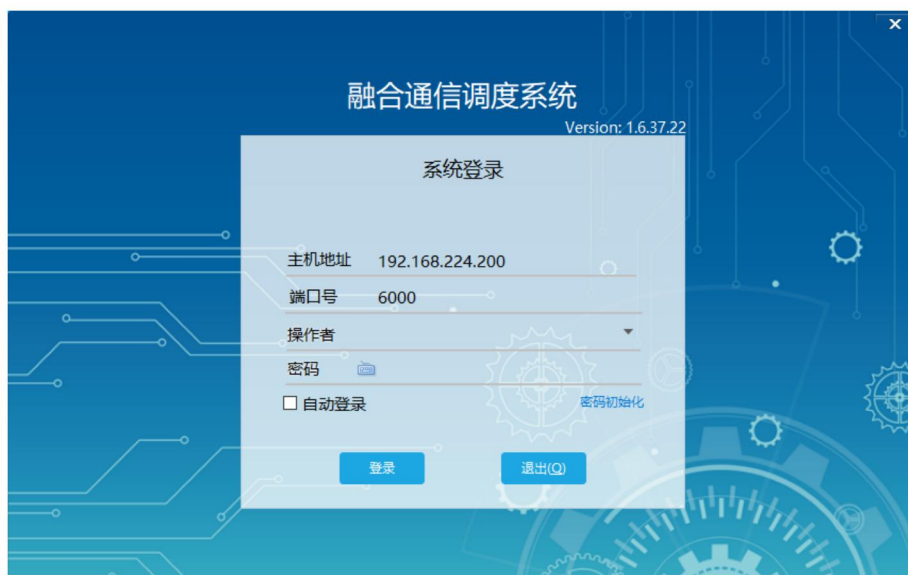 融合通信调度系统
Version: 1.6.37.22
系统登录
主机地址 192.168.224.200
端口号 6000
操作者
密码
自动登录 密码初始化
登录 退出(Q)